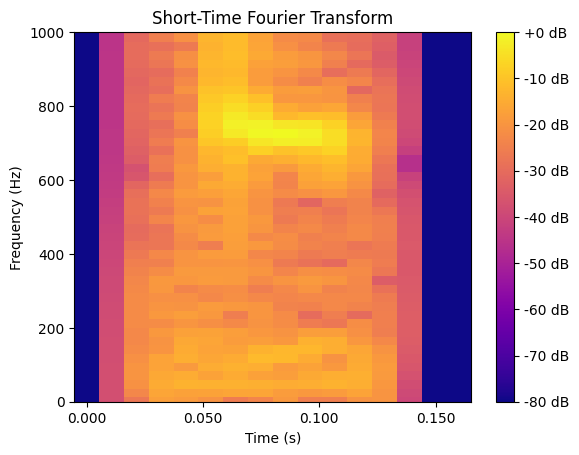 Short-Time Fourier Transform
1000
800
600
400
200
0
Frequency (Hz)
0.000
0.050
0.100
0.150
Time (s)
+0 dB
-10 dB
-20 dB
-30 dB
-40 dB
-50 dB
-60 dB
-70 dB
-80 dB